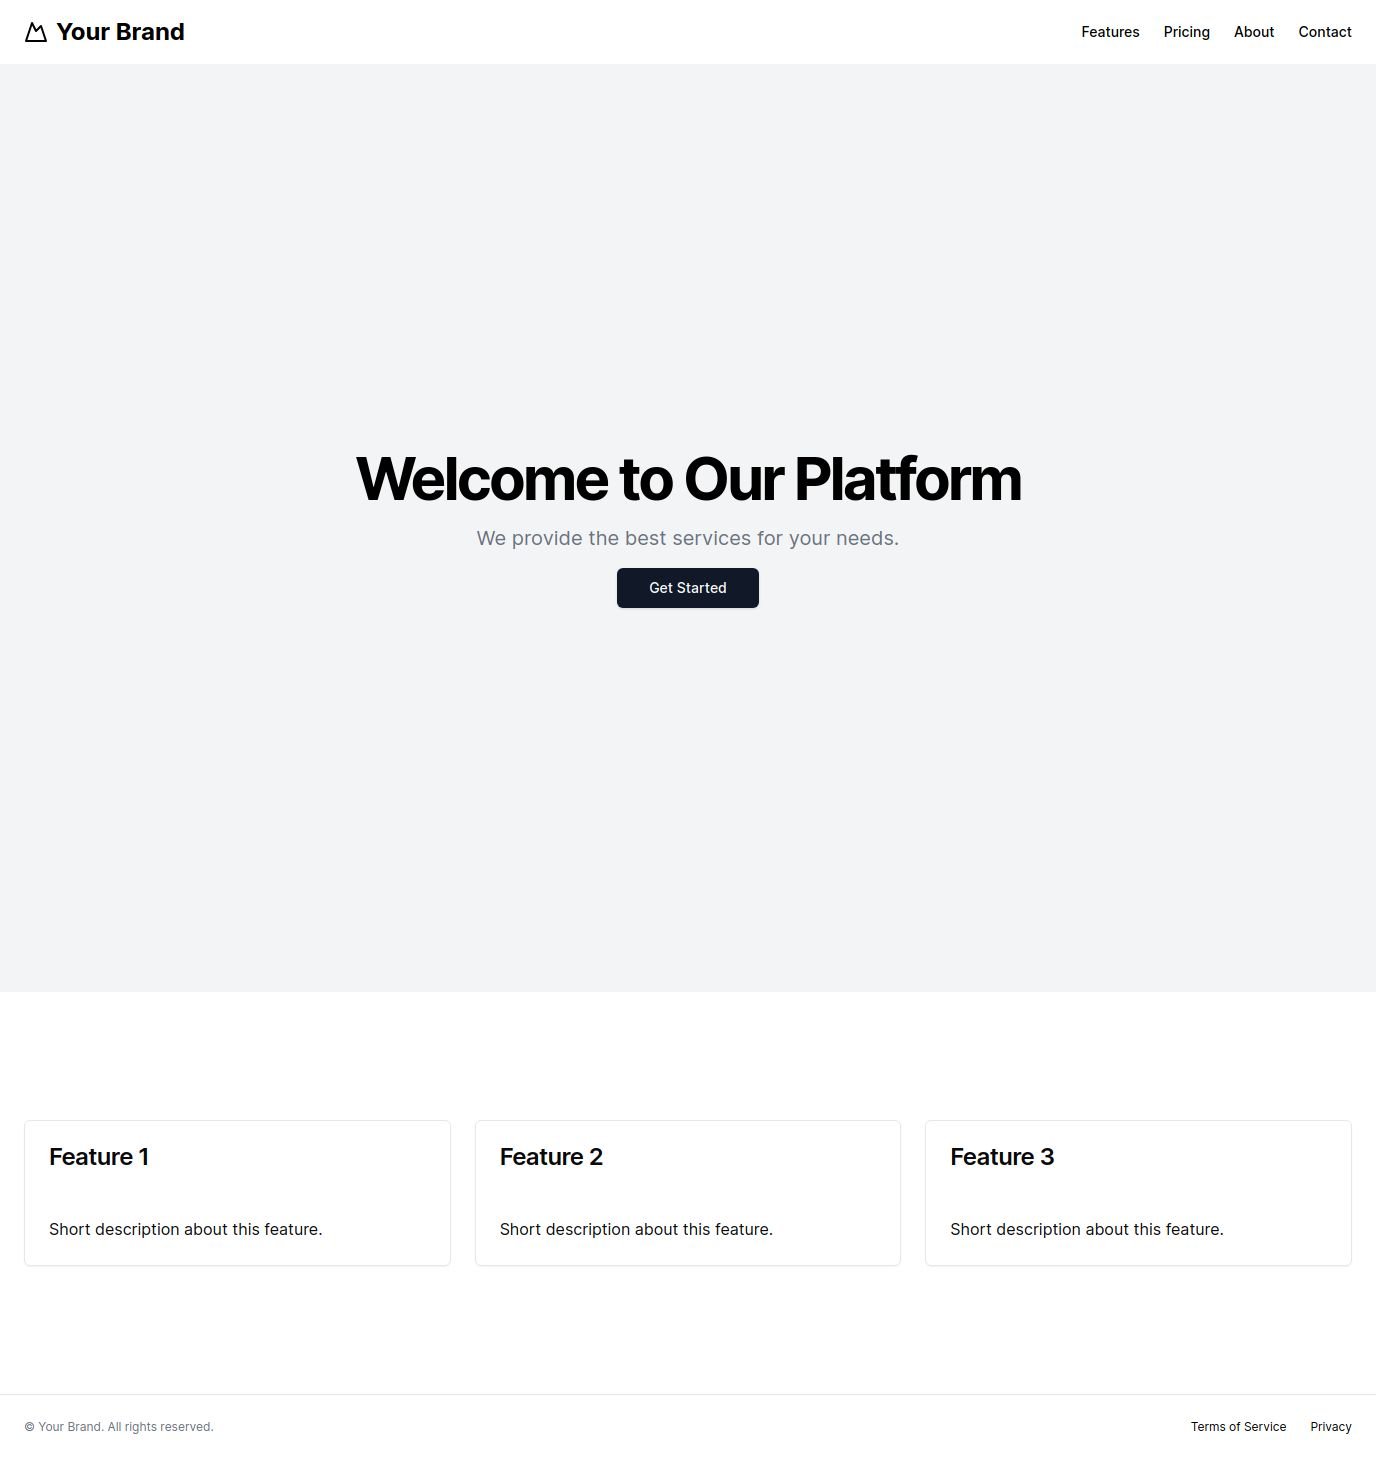 Your Brand
Features Pricing About Contact
Welcome to Our Platform
We provide the best services for your needs.
Get Started
Feature 1
Short description about this feature.
Feature 2
Short description about this feature.
Feature 3
Short description about this feature.
© Your Brand. All rights reserved.
Terms of Service Privacy